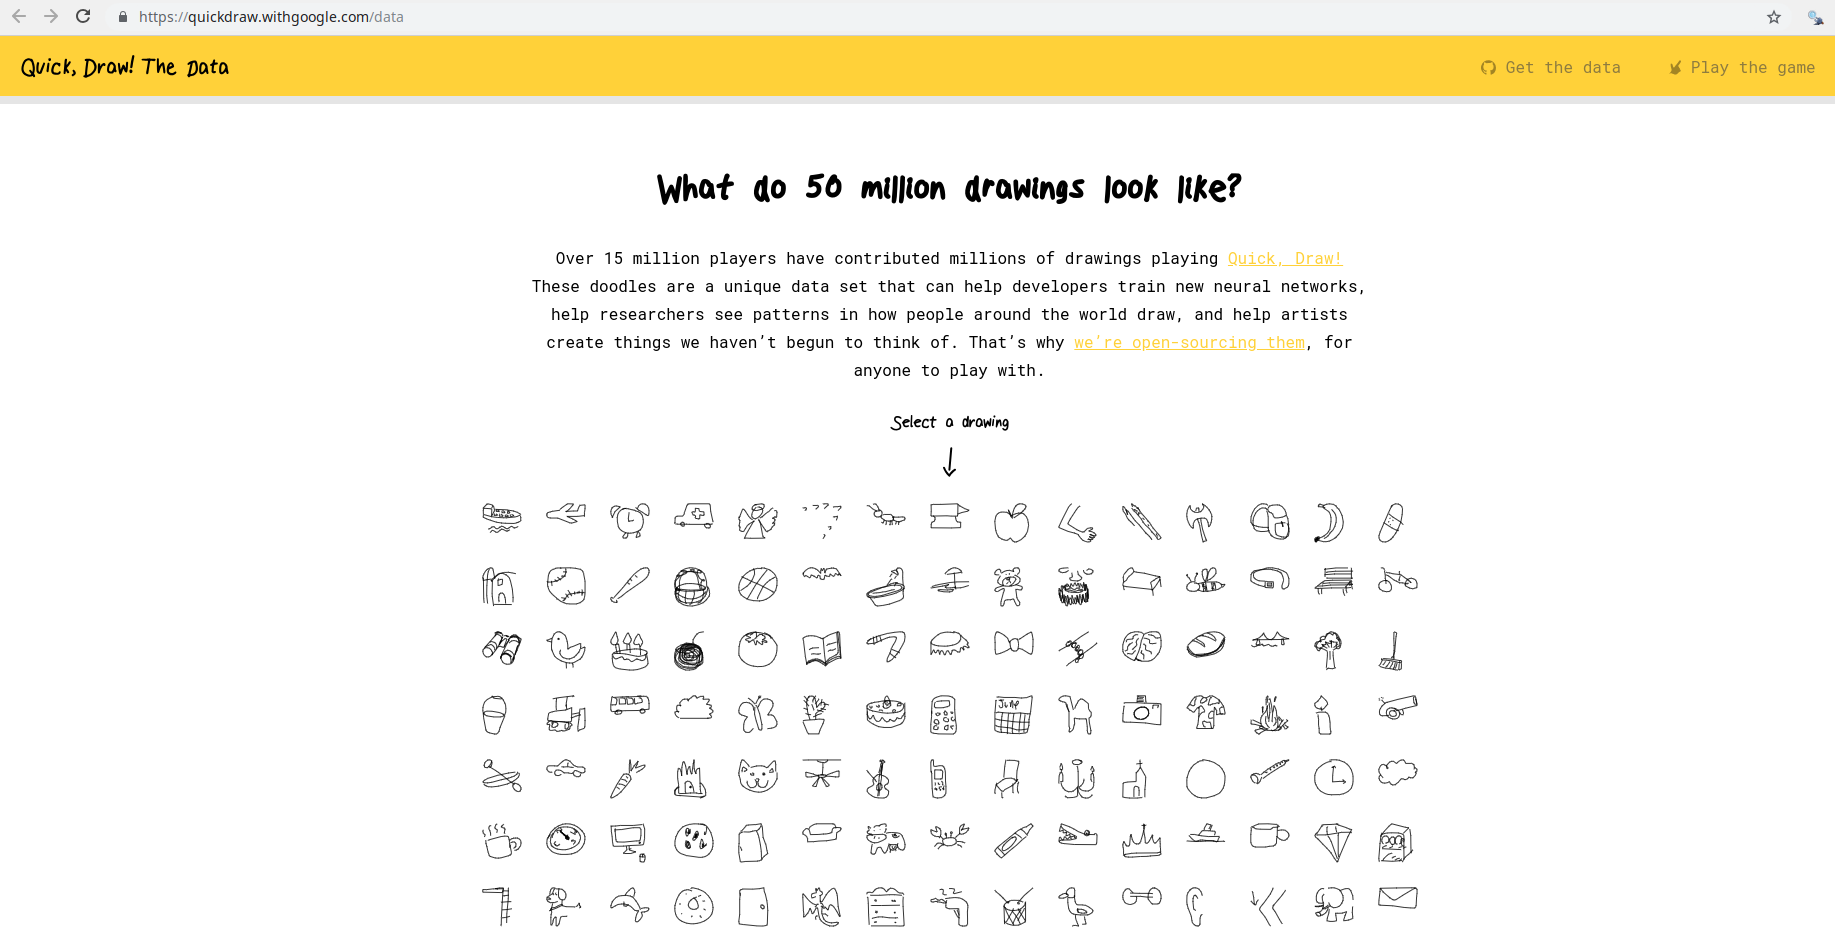 https://quickdraw.withgoogle.com/data
Quick, Draw! The Data
Get the data
Play the game
What do 50 million drawings look like?
Over 15 million players have contributed millions of drawings playing Quick, Draw!
These doodles are a unique data set that can help developers train new neural networks,
help researchers see patterns in how people around the world draw, and help artists
create things we haven’t begun to think of. That’s why we’re open-sourcing them, for
anyone to play with.
Select a drawing